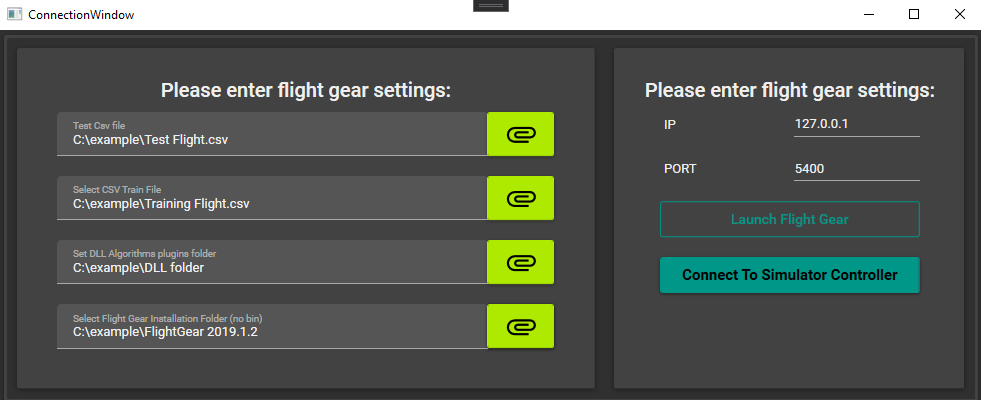 ConnectionWindow
Please enter flight gear settings:
Test Csv file
C:\example\Test Flight.csv
Select CSV Train File
C:\example\Training Flight.csv
Set DLL Algorithms plugins folder
C:\example\DLL folder
Select Flight Gear Installation Folder (no bin)
C:\example\FlightGear 2019.1.2
Please enter flight gear settings:
IP 127.0.0.1
PORT 5400
Launch Flight Gear
Connect To Simulator Controller